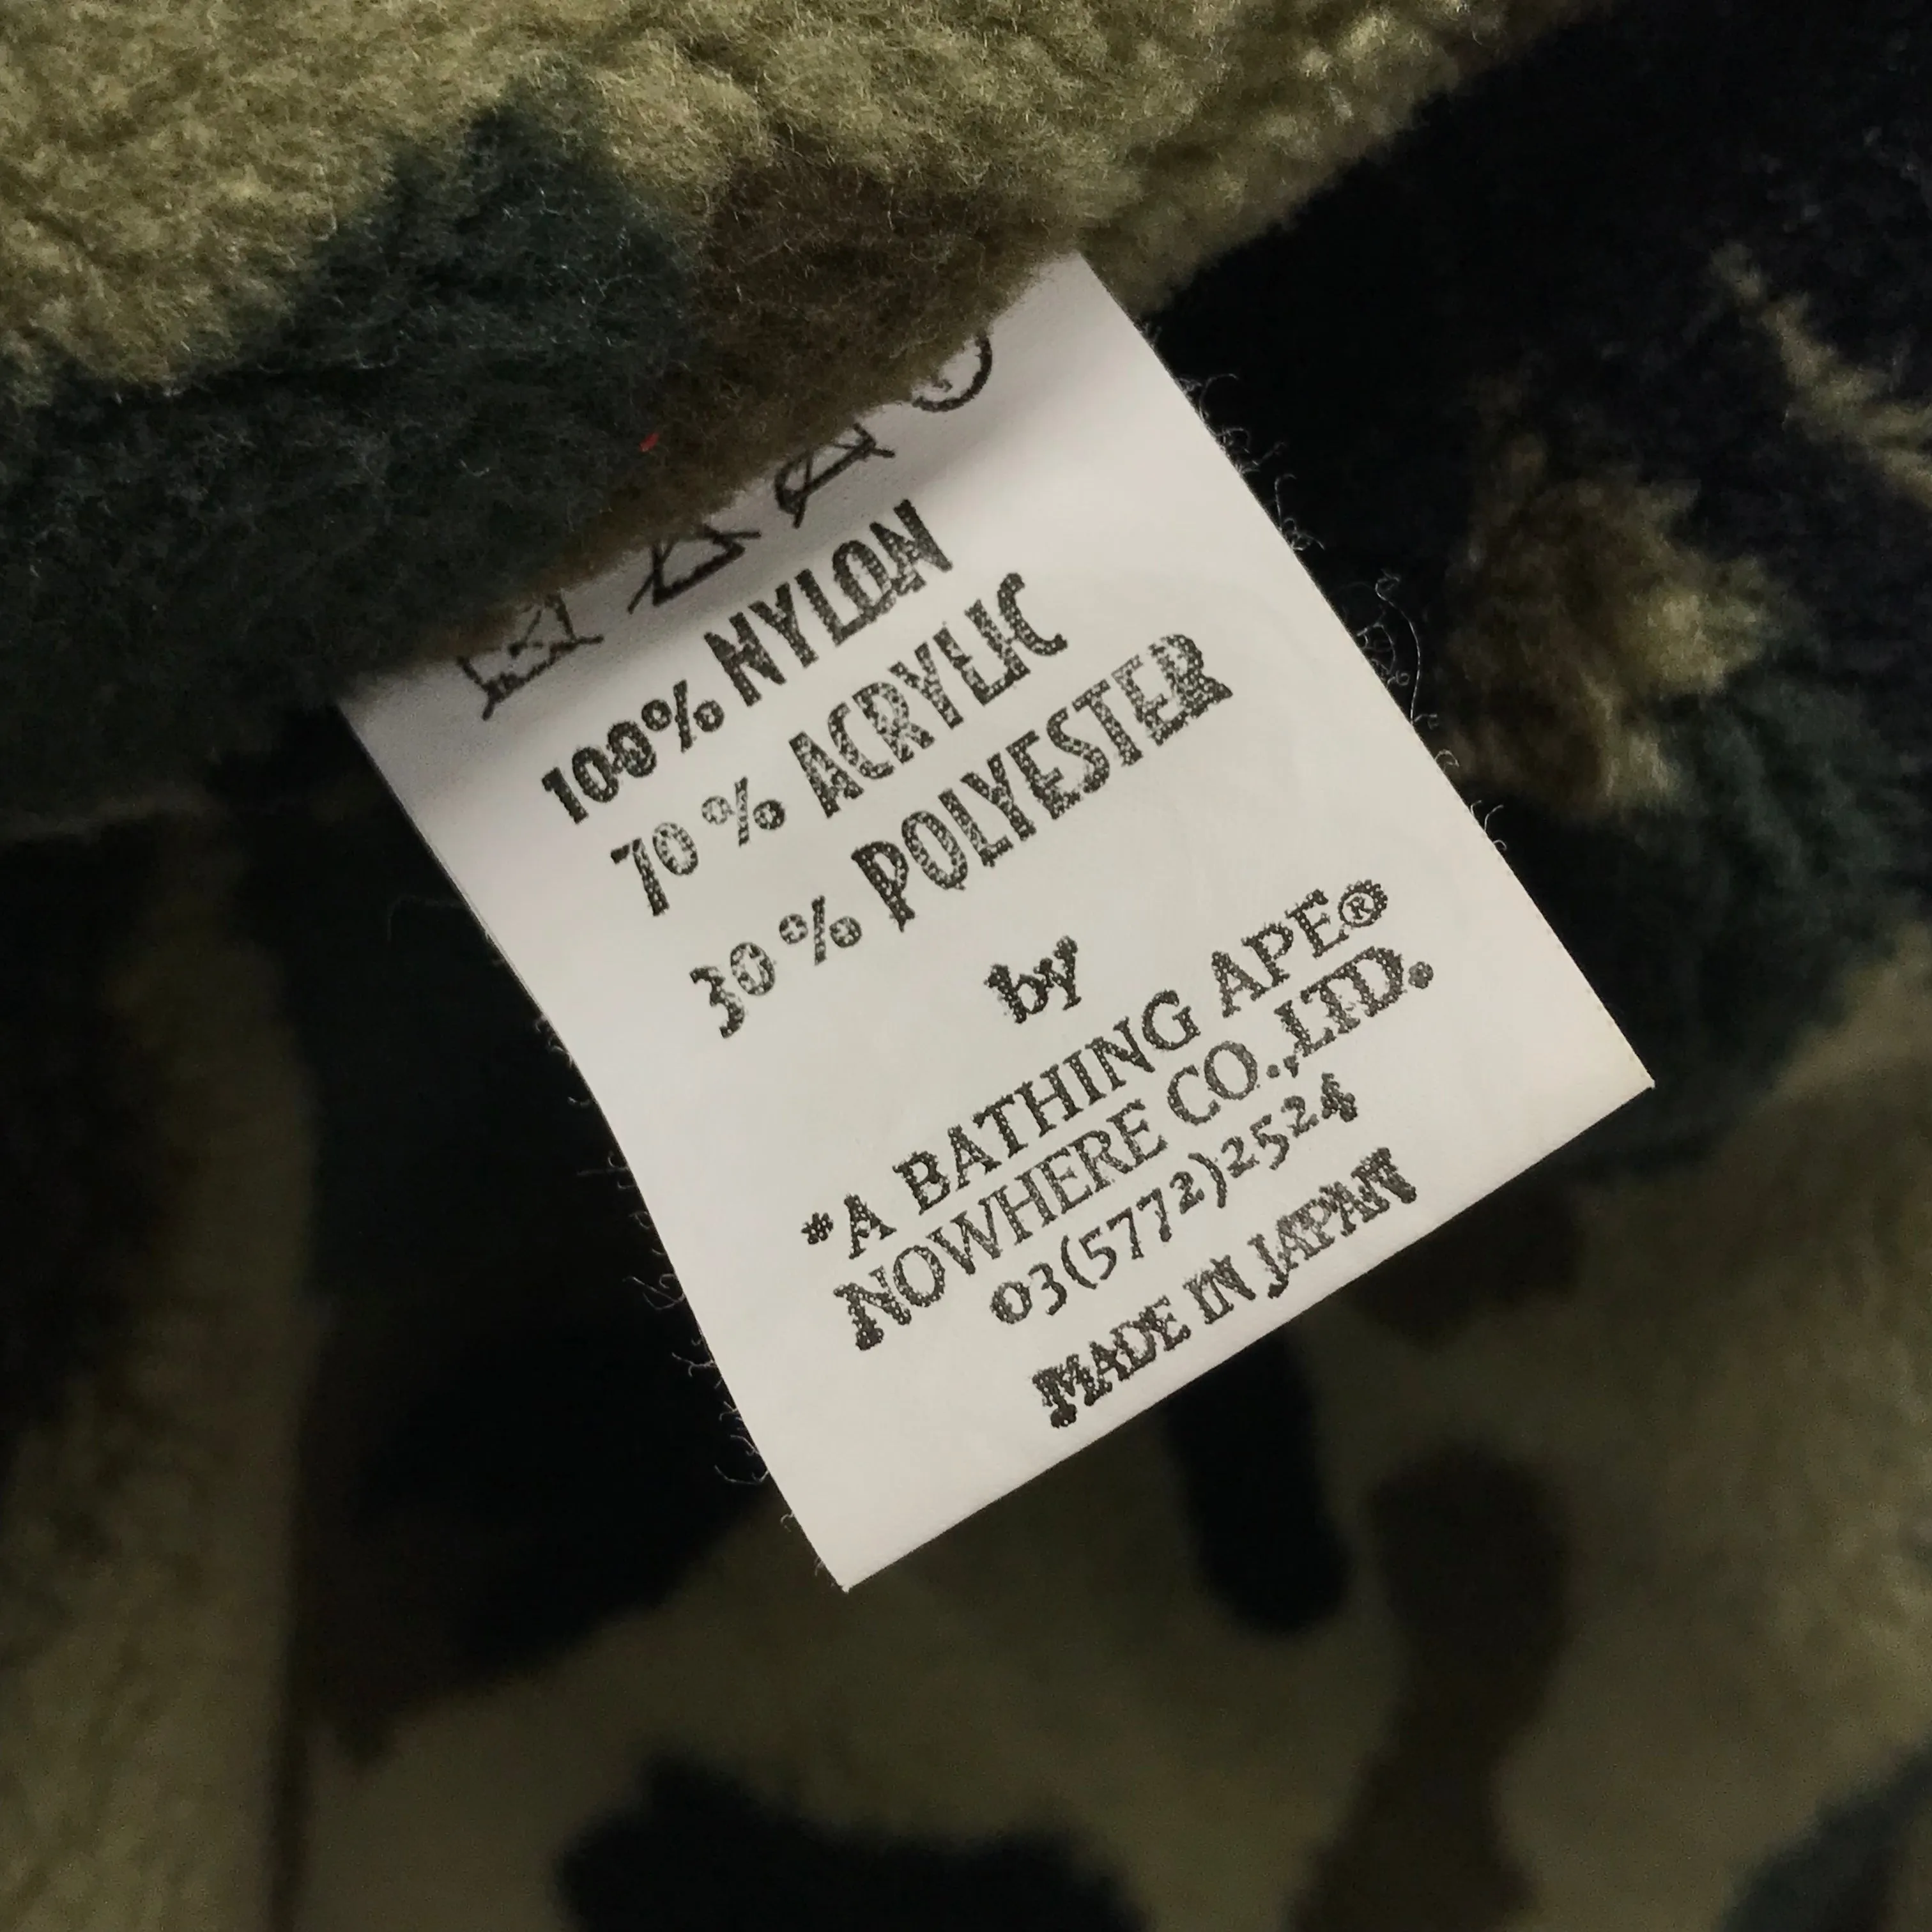 100% NYLON
70% ACRYLIC
30% POLYESTER
by
*A BATHING APE®
NOWHERE CO.,LTD.
03(5772)2524
MADE IN JAPAN